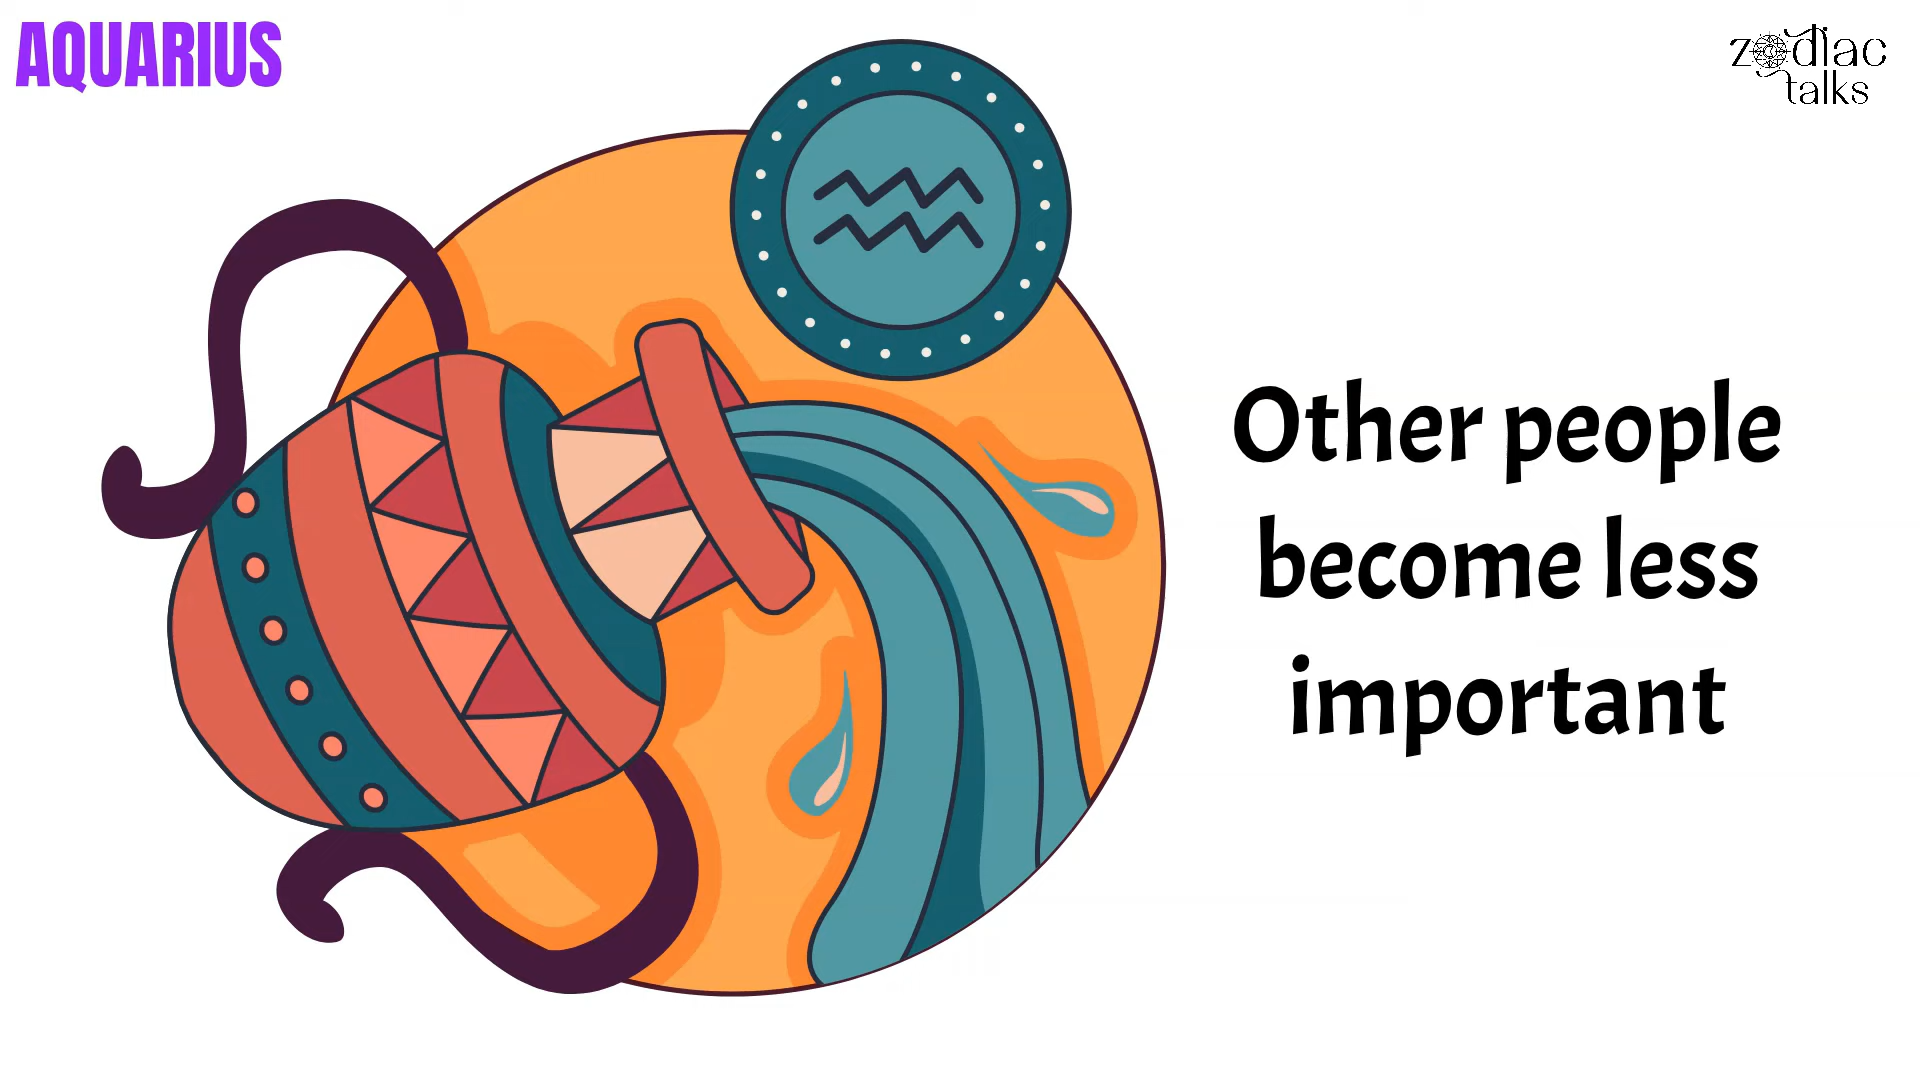 AQUARIUS
zodiac
talks
Other people
become less
important